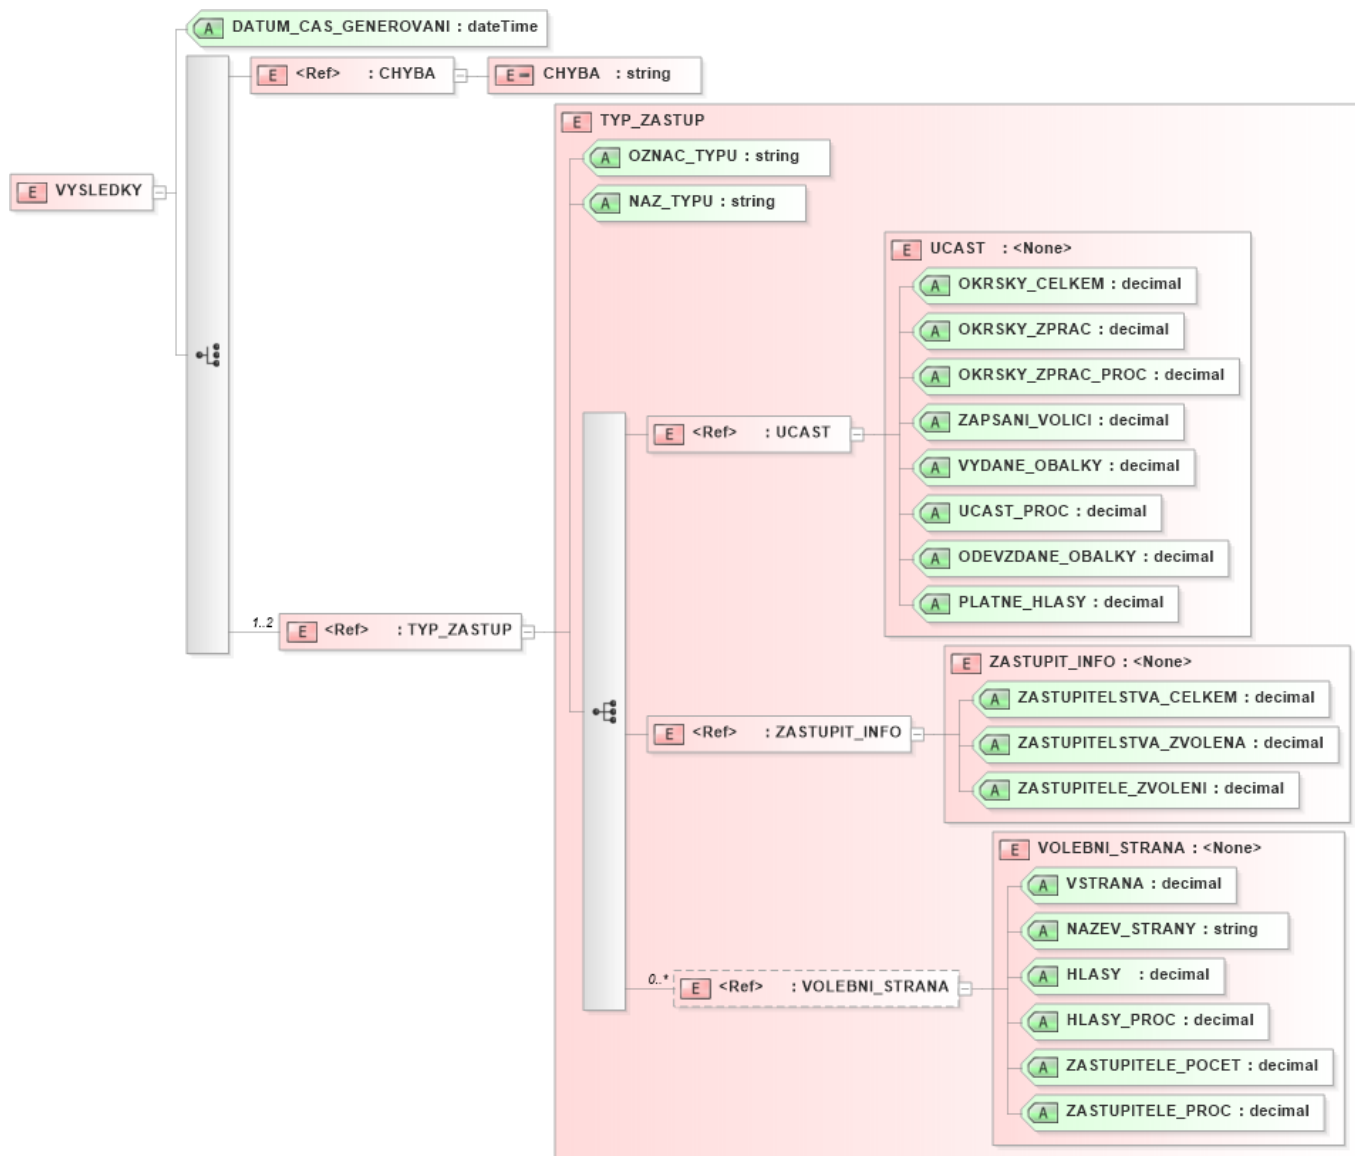 A DATUM_CAS_GENEROVANI : dateTime
E <Ref> : CHYBA
E CHYBA : string
E TYP_ZASTUP
A OZNAC_TYPU : string
E VYSLEDKY
A NAZ_TYPU : string
E UCAST : <None>
A OKRSKY_CELKEM : decimal
A OKRSKY_ZPRAC : decimal
A OKRSKY_ZPRAC_PROC : decimal
A ZAPSANI_VOLICI : decimal
E <Ref> : UCAST
A VYDANE_OBALKY : decimal
A UCAST_PROC : decimal
A ODEVZDANE_OBALKY : decimal
A PLATNE_HLASY : decimal
1..2
E <Ref> : TYP_ZASTUP
E ZASTUPIT_INFO : <None>
A ZASTUPITELSTVA_CELKEM : decimal
E <Ref> : ZASTUPIT_INFO
A ZASTUPITELSTVA_ZVOLENA : decimal
A ZASTUPITELE_ZVOLENI : decimal
E VOLEBNI_STRANA : <None>
A VSTRANA : decimal
A NAZEV_STRANY : string
A HLASY : decimal
0..*
E <Ref> : VOLEBNI_STRANA
A HLASY_PROC : decimal
A ZASTUPITELE_POCET : decimal
A ZASTUPITELE_PROC : decimal